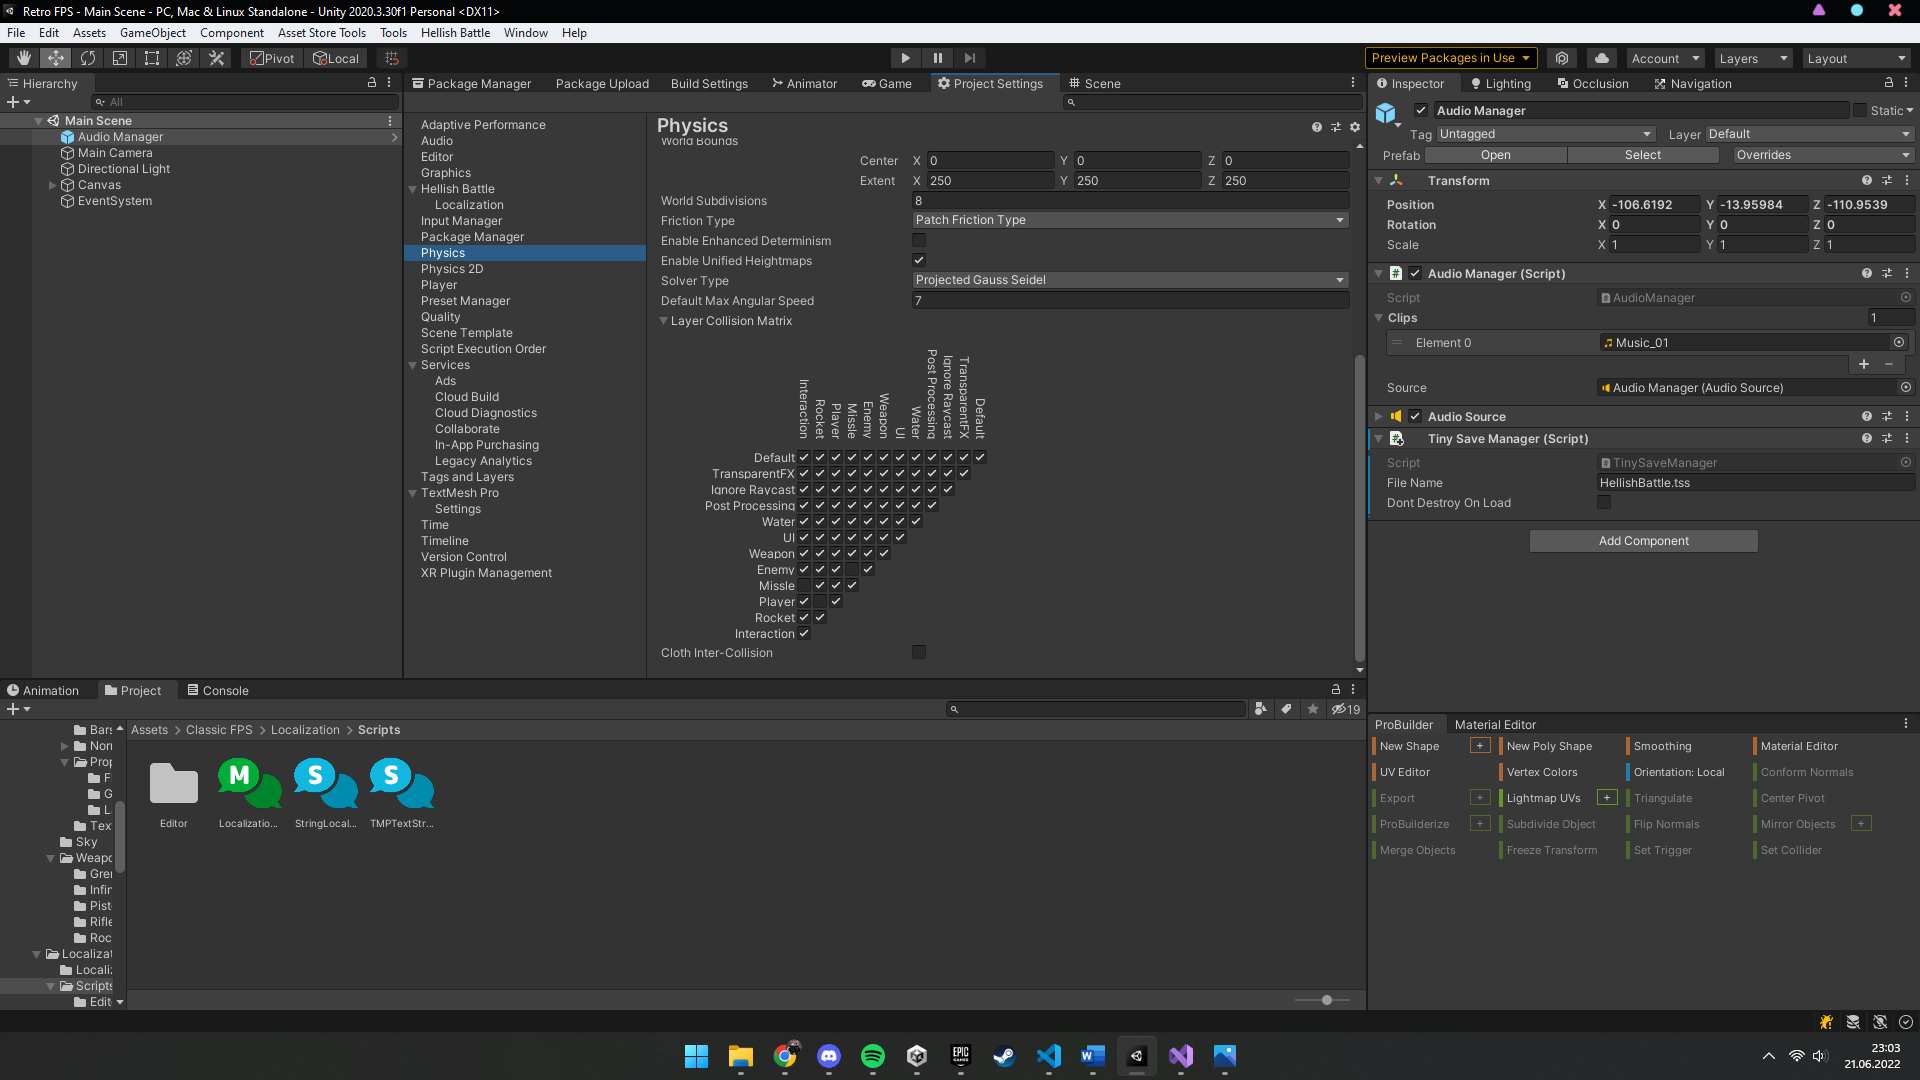 Retro FPS - Main Scene - PC, Mac & Linux Standalone - Unity 2020.3.30f1 Personal <DX11>
File Edit Assets GameObject Component Asset Store Tools Tools Hellish Battle Window Help
Pivot Local Preview Packages in Use Account Layers Layout
Hierarchy
All
Main Scene
Audio Manager
Main Camera
Directional Light
Canvas
EventSystem
Package Manager Package Upload Build Settings Animator Game Project Settings Scene
Adaptive Performance
Audio
Editor
Graphics
Hellish Battle
Localization
Input Manager
Package Manager
Physics
Physics 2D
Player
Preset Manager
Quality
Scene Template
Script Execution Order
Services
Ads
Cloud Build
Cloud Diagnostics
Collaborate
In-App Purchasing
Legacy Analytics
Tags and Layers
TextMesh Pro
Settings
Time
Timeline
Version Control
XR Plugin Management
Physics
World Bounds
Center X 0 Y 0 Z 0
Extent X 250 Y 250 Z 250
World Subdivisions 8
Friction Type Patch Friction Type
Enable Enhanced Determinism
Enable Unified Heightmaps
Solver Type Projected Gauss Seidel
Default Max Angular Speed 7
Layer Collision Matrix
Interaction Rocket Player Missle Enemy Weapon UI Water Post Processing Ignore Raycast TransparentFX Default
Default
TransparentFX
Ignore Raycast
Post Processing
Water
UI
Weapon
Enemy
Missle
Player
Rocket
Interaction
Cloth Inter-Collision
Inspector Lighting Occlusion Navigation
Audio Manager Static
Tag Untagged Layer Default
Prefab Open Select Overrides
Transform
Position X -106.6192 Y -13.95984 Z -110.9539
Rotation X 0 Y 0 Z 0
Scale X 1 Y 1 Z 1
Audio Manager (Script)
Script AudioManager
Clips 1
Element 0 Music_01
Source Audio Manager (Audio Source)
Audio Source
Tiny Save Manager (Script)
Script TinySaveManager
File Name HellishBattle.tss
Dont Destroy On Load
Add Component
Animation Project Console
19
Bars
Nori
Prop
F
G
L
Tex
Sky
Weapo
Gren
Infin
Pist
Rifle
Roc
Localizat
Localiz
Scripts
Edit
Assets > Classic FPS > Localization > Scripts
M S S
Editor Localizatio... StringLocal... TMPTextStr...
ProBuilder Material Editor
New Shape + New Poly Shape Smoothing Material Editor
UV Editor Vertex Colors Orientation: Local Conform Normals
Export + Lightmap UVs + Triangulate Center Pivot
ProBuilderize + Subdivide Object Flip Normals Mirror Objects +
Merge Objects Freeze Transform Set Trigger Set Collider
EPIC GAMES
W
23:03
21.06.2022